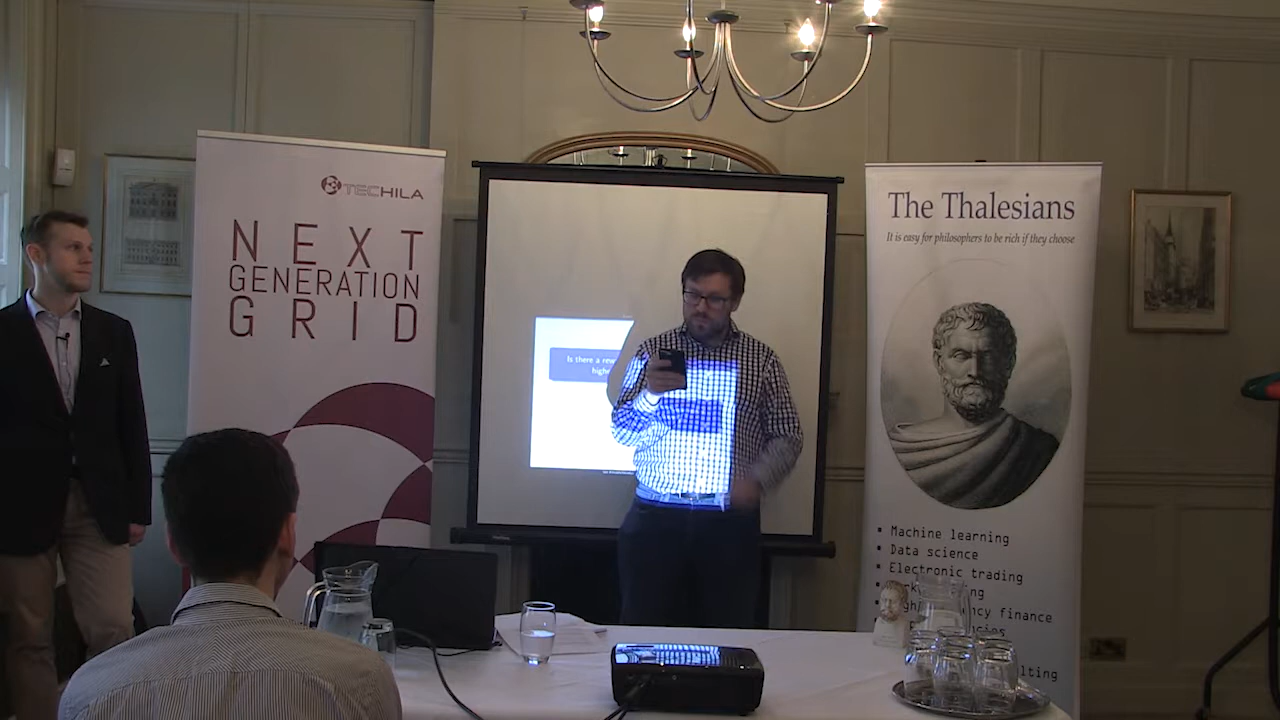 TECHILA
NEXT
GENERATION
GRID
Is there a
The Thalesians
It is easy for philosophers to be rich if they choose
▪ Machine learning
▪ Data science
▪ Electronic trading
finance